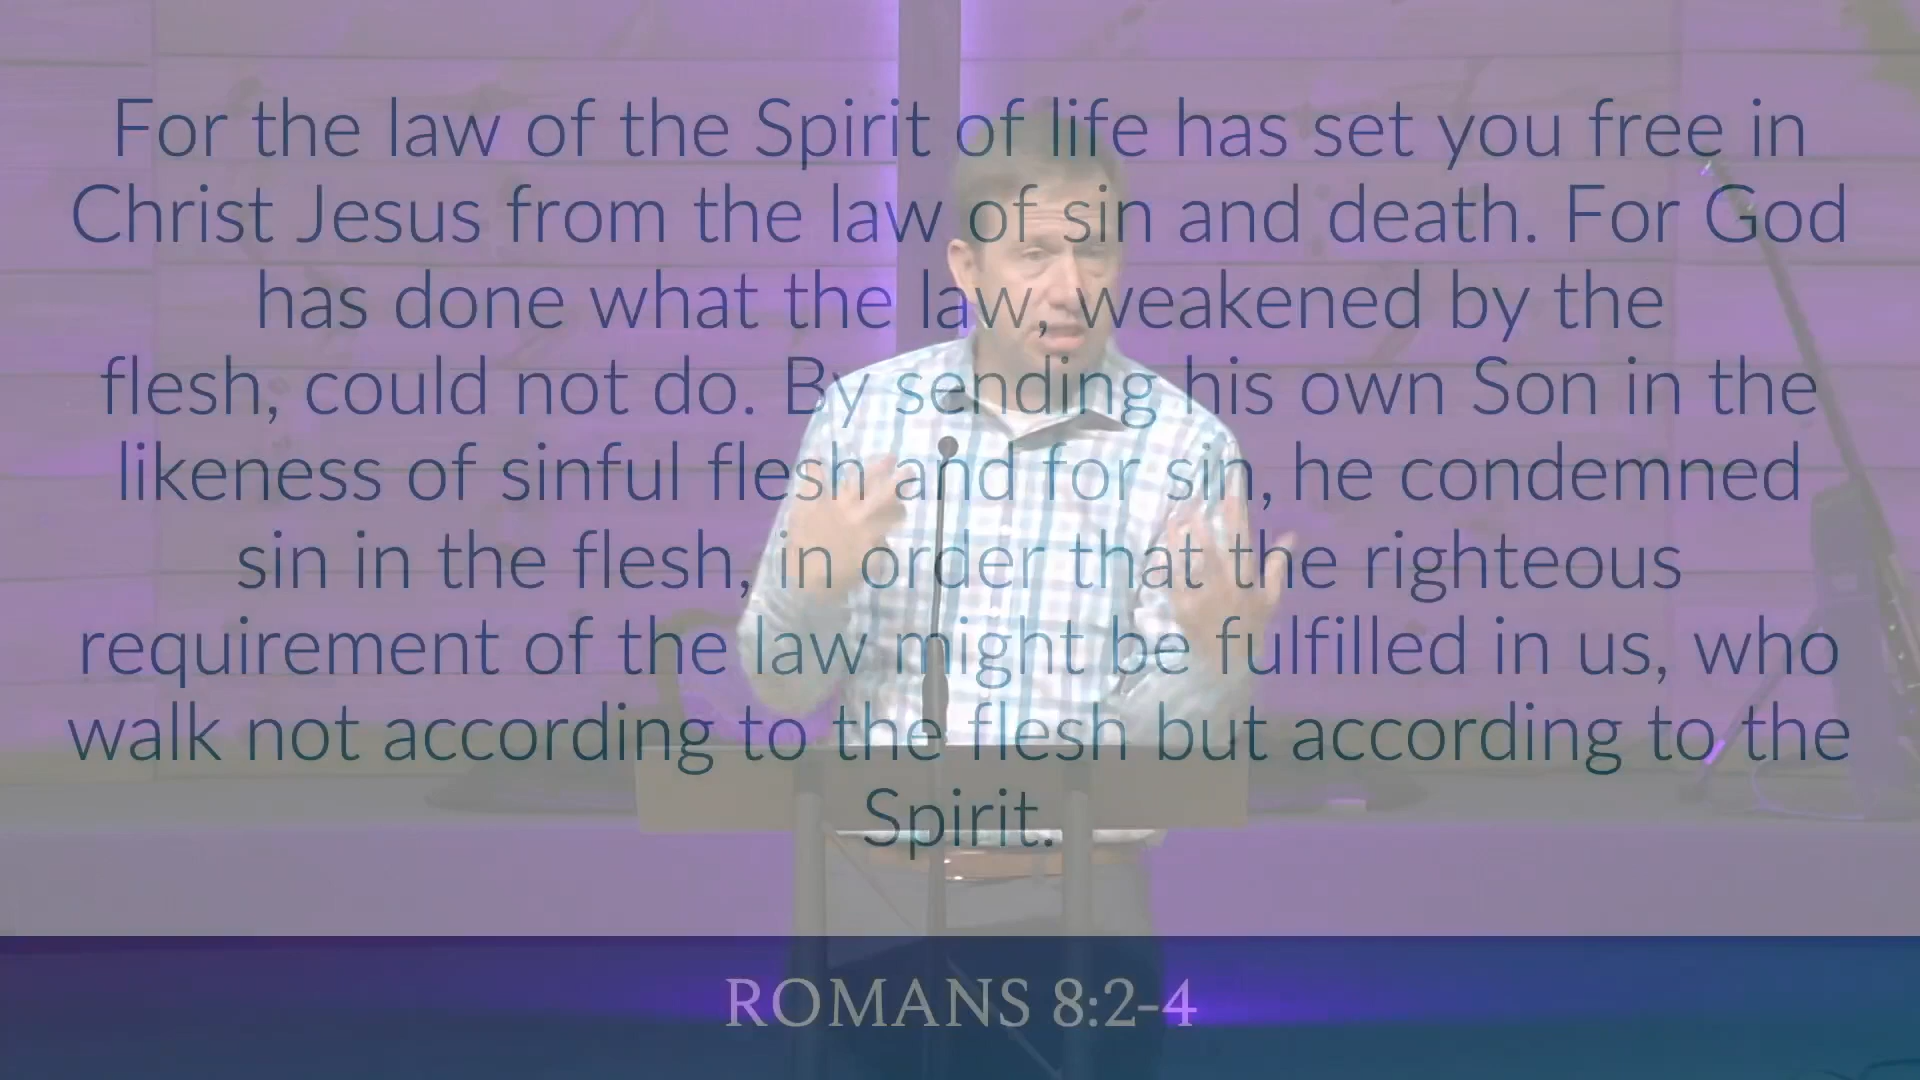 For the law of the Spirit of life has set you free in
Christ Jesus from the law of sin and death. For God
has done what the law, weakened by the
flesh, could not do. By sending his own Son in the
likeness of sinful flesh and for sin, he condemned
sin in the flesh, in order that the righteous
requirement of the law might be fulfilled in us, who
walk not according to the flesh but according to the
Spirit.
ROMANS 8:2-4